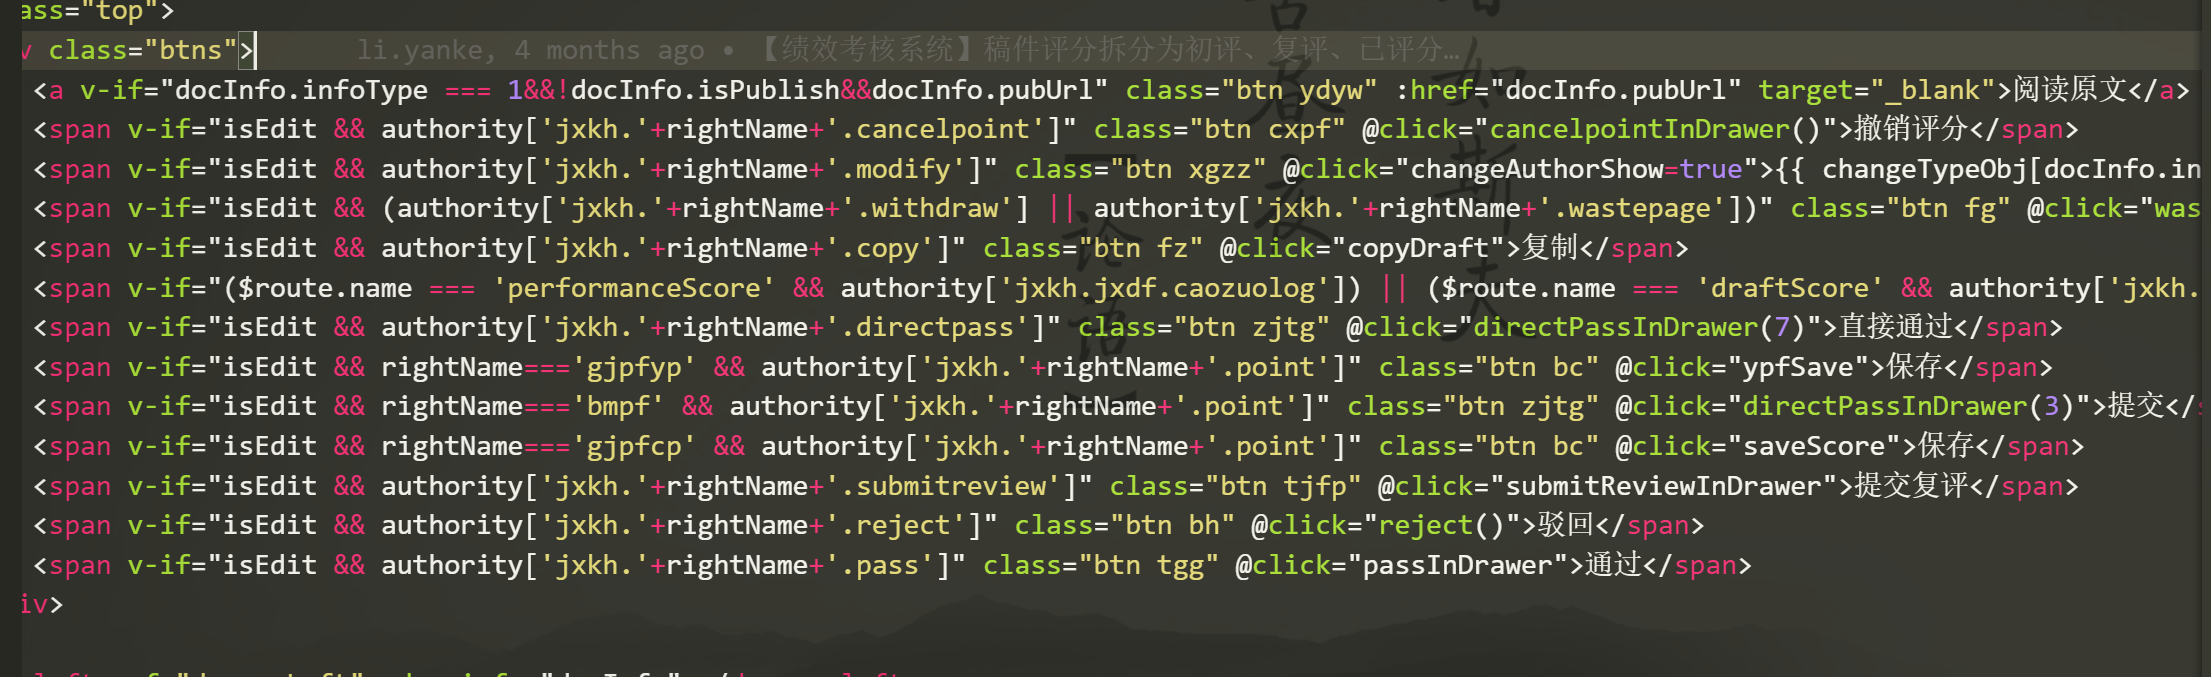 ass="top">
v class="btns"> li.yanke, 4 months ago • 【绩效考核系统】稿件评分拆分为初评、复评、已评分…
<a v-if="docInfo.infoType === 1&&!docInfo.isPublish&&docInfo.pubUrl" class="btn ydyw" :href="docInfo.pubUrl" target="_blank">阅读原文</a>
<span v-if="isEdit && authority['jxkh.'+rightName+'.cancelpoint']" class="btn cxpf" @click="cancelpointInDrawer()">撤销评分</span>
<span v-if="isEdit && authority['jxkh.'+rightName+'.modify']" class="btn xgzz" @click="changeAuthorShow=true">{{ changeTypeObj[docInfo.in
<span v-if="isEdit && (authority['jxkh.'+rightName+'.withdraw'] || authority['jxkh.'+rightName+'.wastepage'])" class="btn fg" @click="was
<span v-if="isEdit && authority['jxkh.'+rightName+'.copy']" class="btn fz" @click="copyDraft">复制</span>
<span v-if="($route.name === 'performanceScore' && authority['jxkh.jxdf.caozuolog']) || ($route.name === 'draftScore' && authority['jxkh.
<span v-if="isEdit && authority['jxkh.'+rightName+'.directpass']" class="btn zjtg" @click="directPassInDrawer(7)">直接通过</span>
<span v-if="isEdit && rightName==='gjpfyp' && authority['jxkh.'+rightName+'.point']" class="btn bc" @click="ypfSave">保存</span>
<span v-if="isEdit && rightName==='bmpf' && authority['jxkh.'+rightName+'.point']" class="btn zjtg" @click="directPassInDrawer(3)">提交</
<span v-if="isEdit && rightName==='gjpfcp' && authority['jxkh.'+rightName+'.point']" class="btn bc" @click="saveScore">保存</span>
<span v-if="isEdit && authority['jxkh.'+rightName+'.submitreview']" class="btn tjfp" @click="submitReviewInDrawer">提交复评</span>
<span v-if="isEdit && authority['jxkh.'+rightName+'.reject']" class="btn bh" @click="reject()">驳回</span>
<span v-if="isEdit && authority['jxkh.'+rightName+'.pass']" class="btn tgg" @click="passInDrawer">通过</span>
iv>